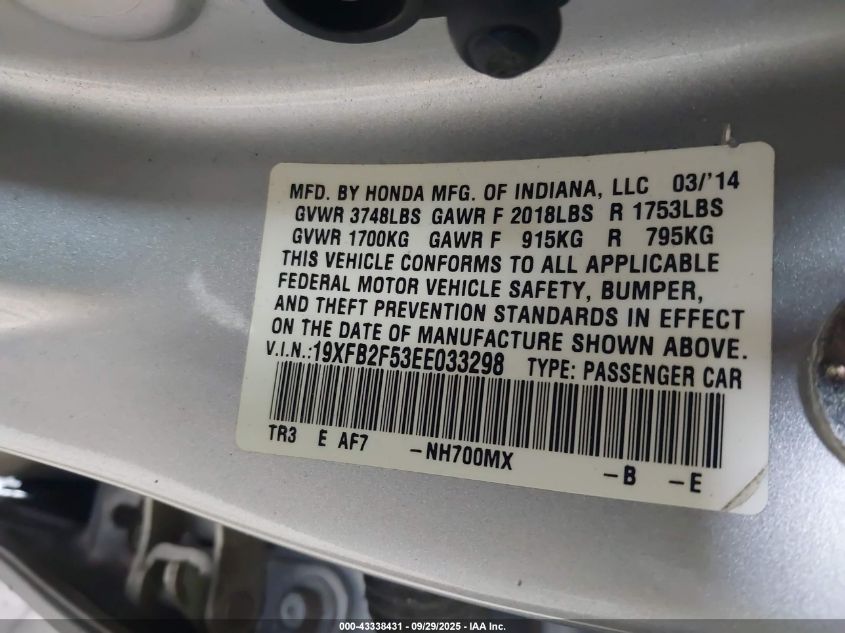 MFD. BY HONDA MFG. OF INDIANA, LLC 03/'14
GVWR 3748LBS GAWR F 2018LBS R 1753LBS
GVWR 1700KG GAWR F 915KG R 795KG
THIS VEHICLE CONFORMS TO ALL APPLICABLE
FEDERAL MOTOR VEHICLE SAFETY, BUMPER,
AND THEFT PREVENTION STANDARDS IN EFFECT
ON THE DATE OF MANUFACTURE SHOWN ABOVE.
V.I.N.:19XFB2F53EE033298 TYPE: PASSENGER CAR
TR3 E AF7 -NH700MX -B -E
000-43338431 - 09/29/2025 - IAA Inc.